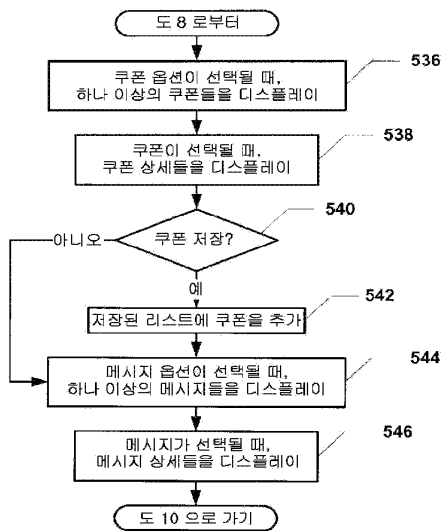 도 8 로부터
쿠폰 옵션이 선택될 때,
하나 이상의 쿠폰들을 디스플레이
536
쿠폰이 선택될 때,
쿠폰 상세들을 디스플레이
538
쿠폰 저장?
540
아니오
예
저장된 리스트에 쿠폰을 추가
542
메시지 옵션이 선택될 때,
하나 이상의 메시지들을 디스플레이
544
메시지가 선택될 때,
메시지 상세들을 디스플레이
546
도 10 으로 가기